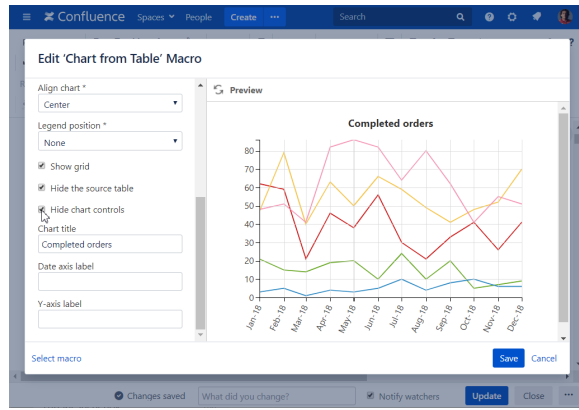 Confluence Spaces People Create ••• Search
Edit 'Chart from Table' Macro
Align chart *
Center
Legend position *
None
Show grid
Hide the source table
Hide chart controls
Chart title
Completed orders
Date axis label
Y-axis label
Preview
Completed orders
80
70
60
50
40
30
20
10
0
Jan-18 Feb-18 Mar-18 Apr-18 May-18 Jun-18 Jul-18 Aug-18 Sep-18 Oct-18 Nov-18 Dec-18
Select macro
Save Cancel
Changes saved What did you change? Notify watchers Update Close •••